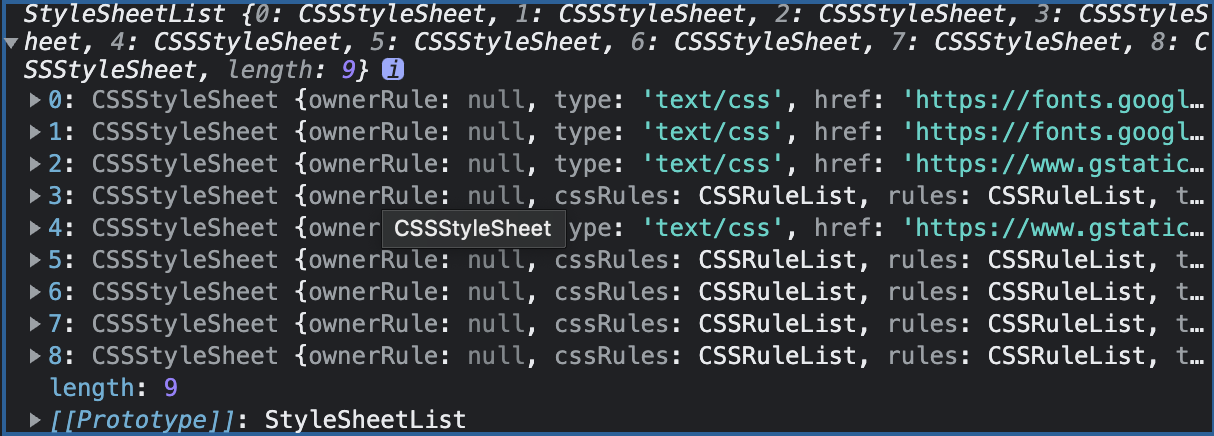 StyleSheetList {0: CSSStyleSheet, 1: CSSStyleSheet, 2: CSSStyleSheet, 3: CSSStyleS
heet, 4: CSSStyleSheet, 5: CSSStyleSheet, 6: CSSStyleSheet, 7: CSSStyleSheet, 8: C
SSStyleSheet, length: 9} i
0: CSSStyleSheet {ownerRule: null, type: 'text/css', href: 'https://fonts.googl…
1: CSSStyleSheet {ownerRule: null, type: 'text/css', href: 'https://fonts.googl…
2: CSSStyleSheet {ownerRule: null, type: 'text/css', href: 'https://www.gstatic…
3: CSSStyleSheet {ownerRule: null, cssRules: CSSRuleList, rules: CSSRuleList, t…
4: CSSStyleSheet {ownerRule: null, type: 'text/css', href: 'https://www.gstatic…
CSSStyleSheet
5: CSSStyleSheet {ownerRule: null, cssRules: CSSRuleList, rules: CSSRuleList, t…
6: CSSStyleSheet {ownerRule: null, cssRules: CSSRuleList, rules: CSSRuleList, t…
7: CSSStyleSheet {ownerRule: null, cssRules: CSSRuleList, rules: CSSRuleList, t…
8: CSSStyleSheet {ownerRule: null, cssRules: CSSRuleList, rules: CSSRuleList, t…
length: 9
[[Prototype]]: StyleSheetList